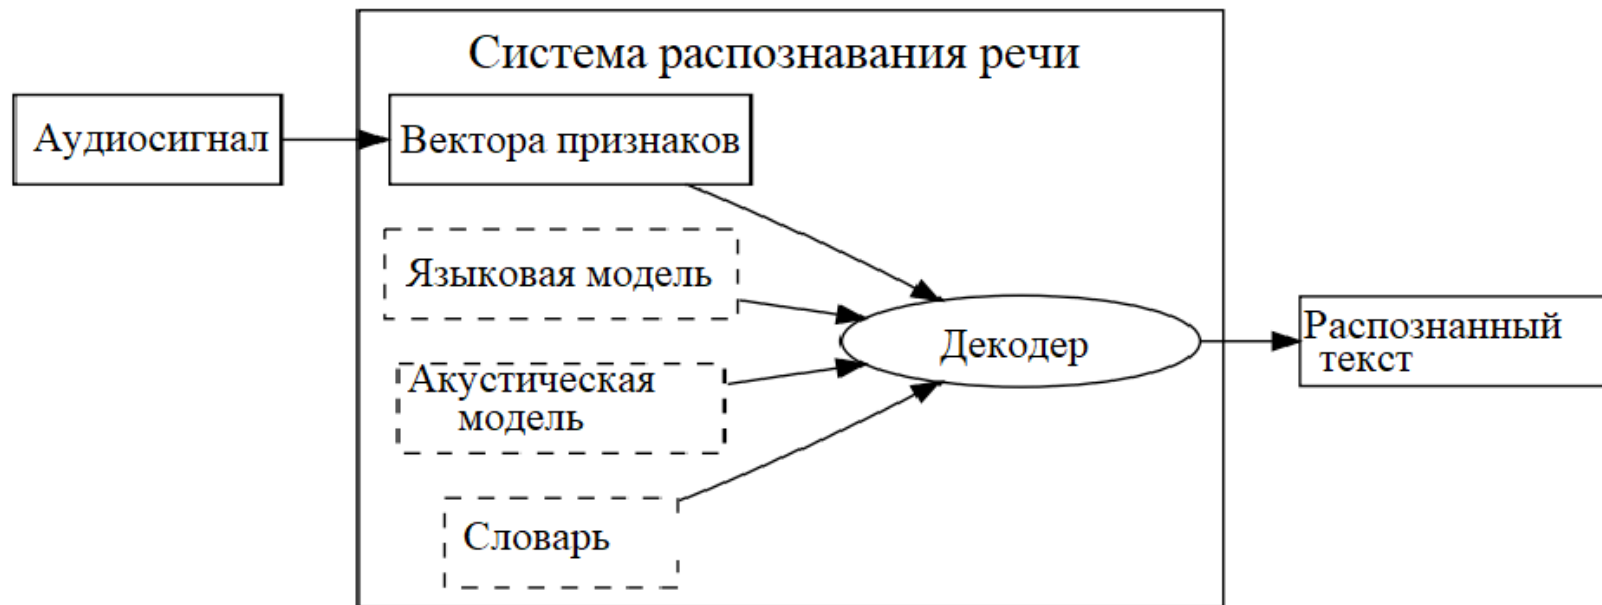 Система распознавания речи
Аудиосигнал
Вектора признаков
Языковая модель
Акустическая
модель
Словарь
Декодер
Распознанный
текст